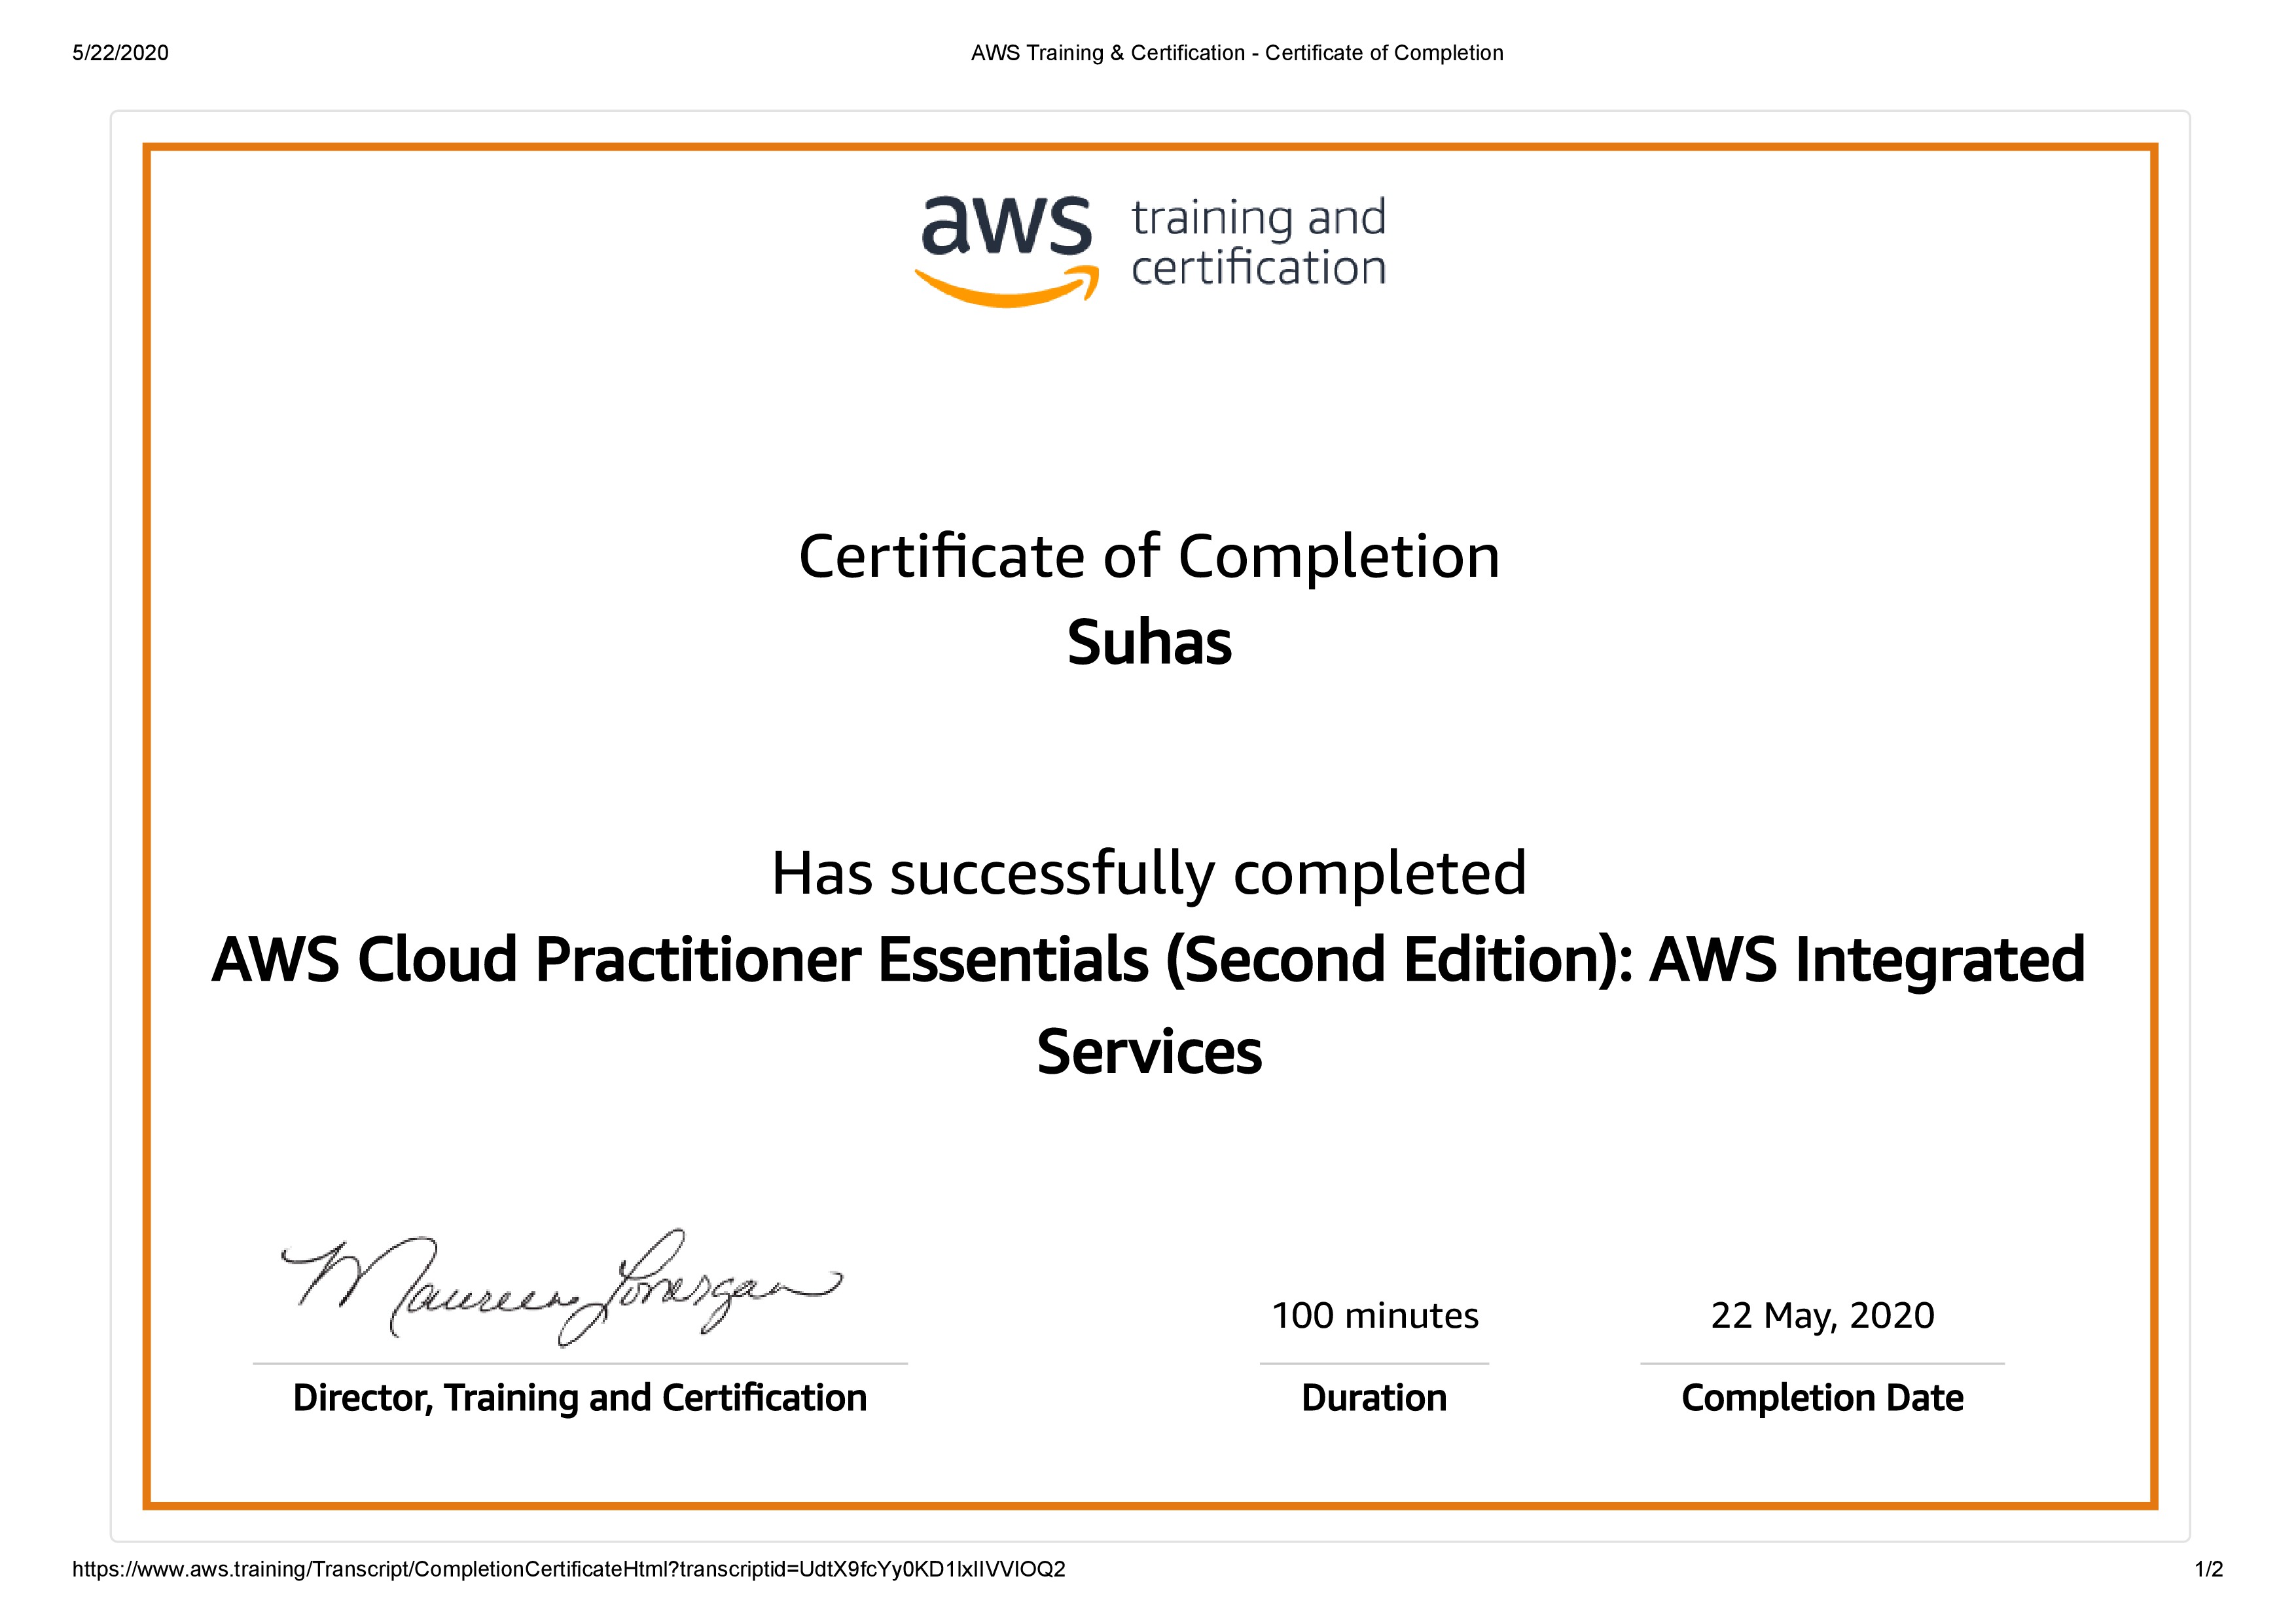 5/22/2020 AWS Training & Certification - Certificate of Completion
aws training and
certification
Certificate of Completion
Suhas
Has successfully completed
AWS Cloud Practitioner Essentials (Second Edition): AWS Integrated
Services
Maureen Lonergan
100 minutes 22 May, 2020
Director, Training and Certification Duration Completion Date
https://www.aws.training/Transcript/CompletionCertificateHtml?transcriptid=UdtX9fcYy0KD1lxIIVVIOQ2 1/2